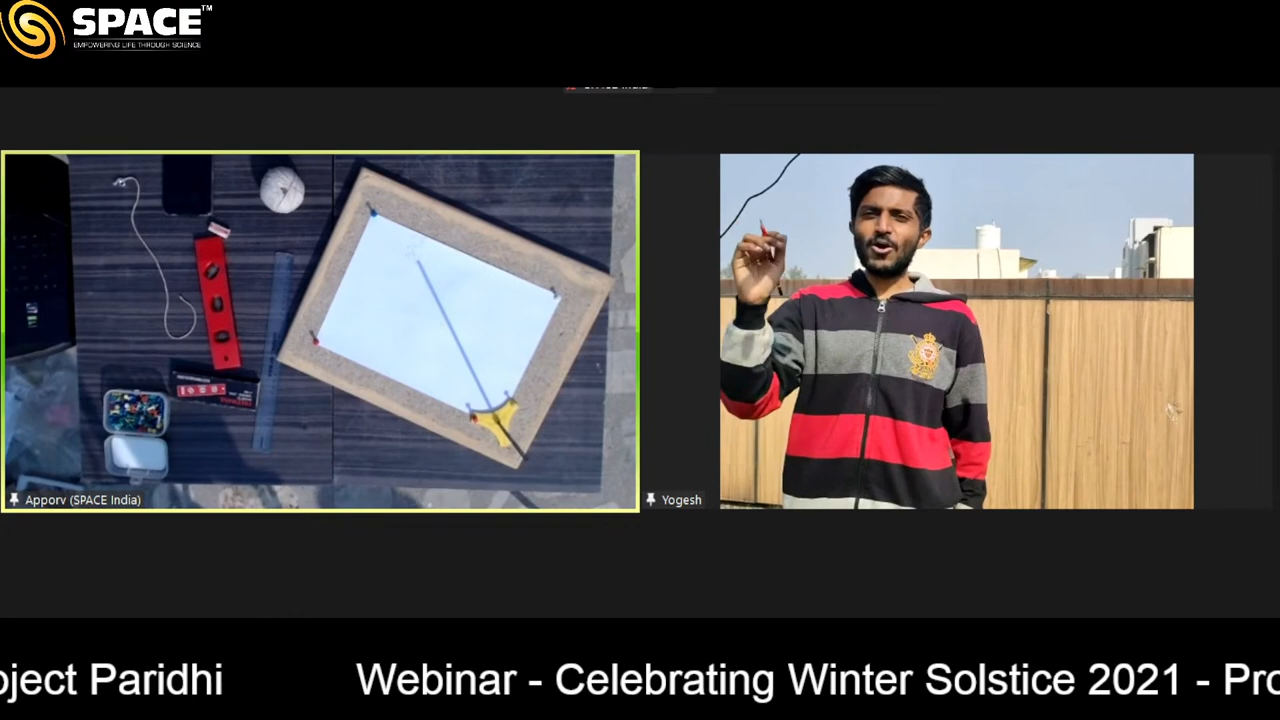 SPACE™
EMPOWERING LIFE THROUGH SCIENCE
Apporv (SPACE India)
Yogesh
oject Paridhi Webinar - Celebrating Winter Solstice 2021 - Pro